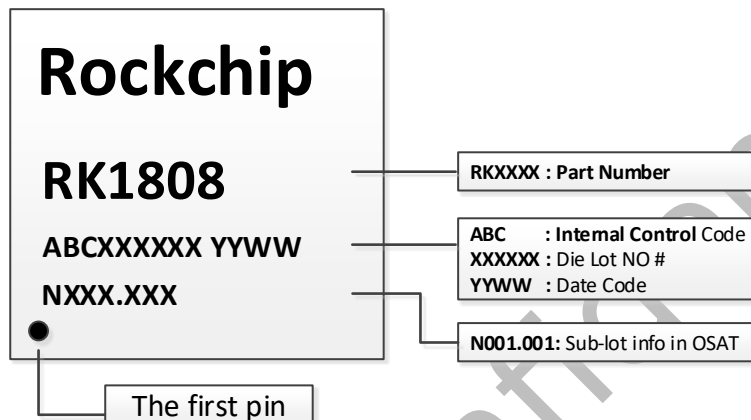 Rockchip
RK1808
ABCXXXXXX YYWW
NXXX.XXX
RKXXXX : Part Number
ABC : Internal Control Code
XXXXXX : Die Lot NO #
YYWW : Date Code
N001.001: Sub-lot info in OSAT
The first pin